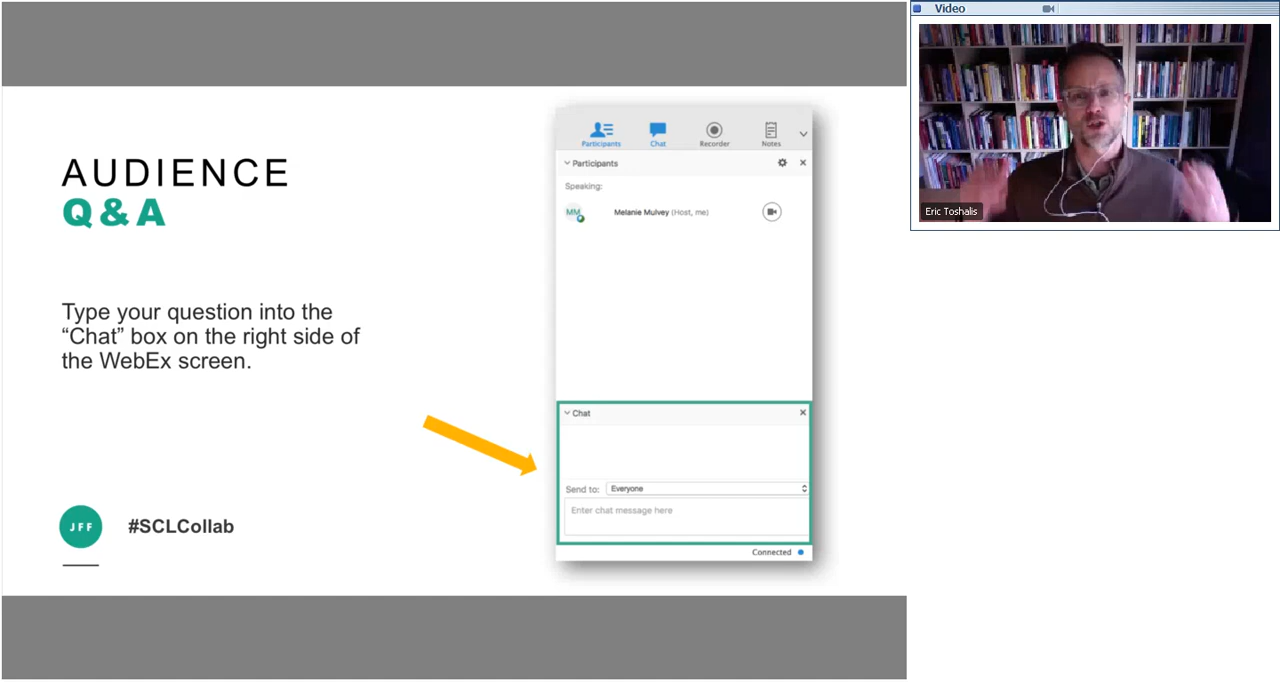 AUDIENCE
Q&A
Type your question into the
“Chat” box on the right side of
the WebEx screen.
JFF
#SCLCollab
Participants
Chat
Recorder
Notes
Participants
Speaking:
MM
Melanie Mulvey (Host, me)
Chat
Send to: Everyone
Enter chat message here
Connected
Video
Eric Toshalis